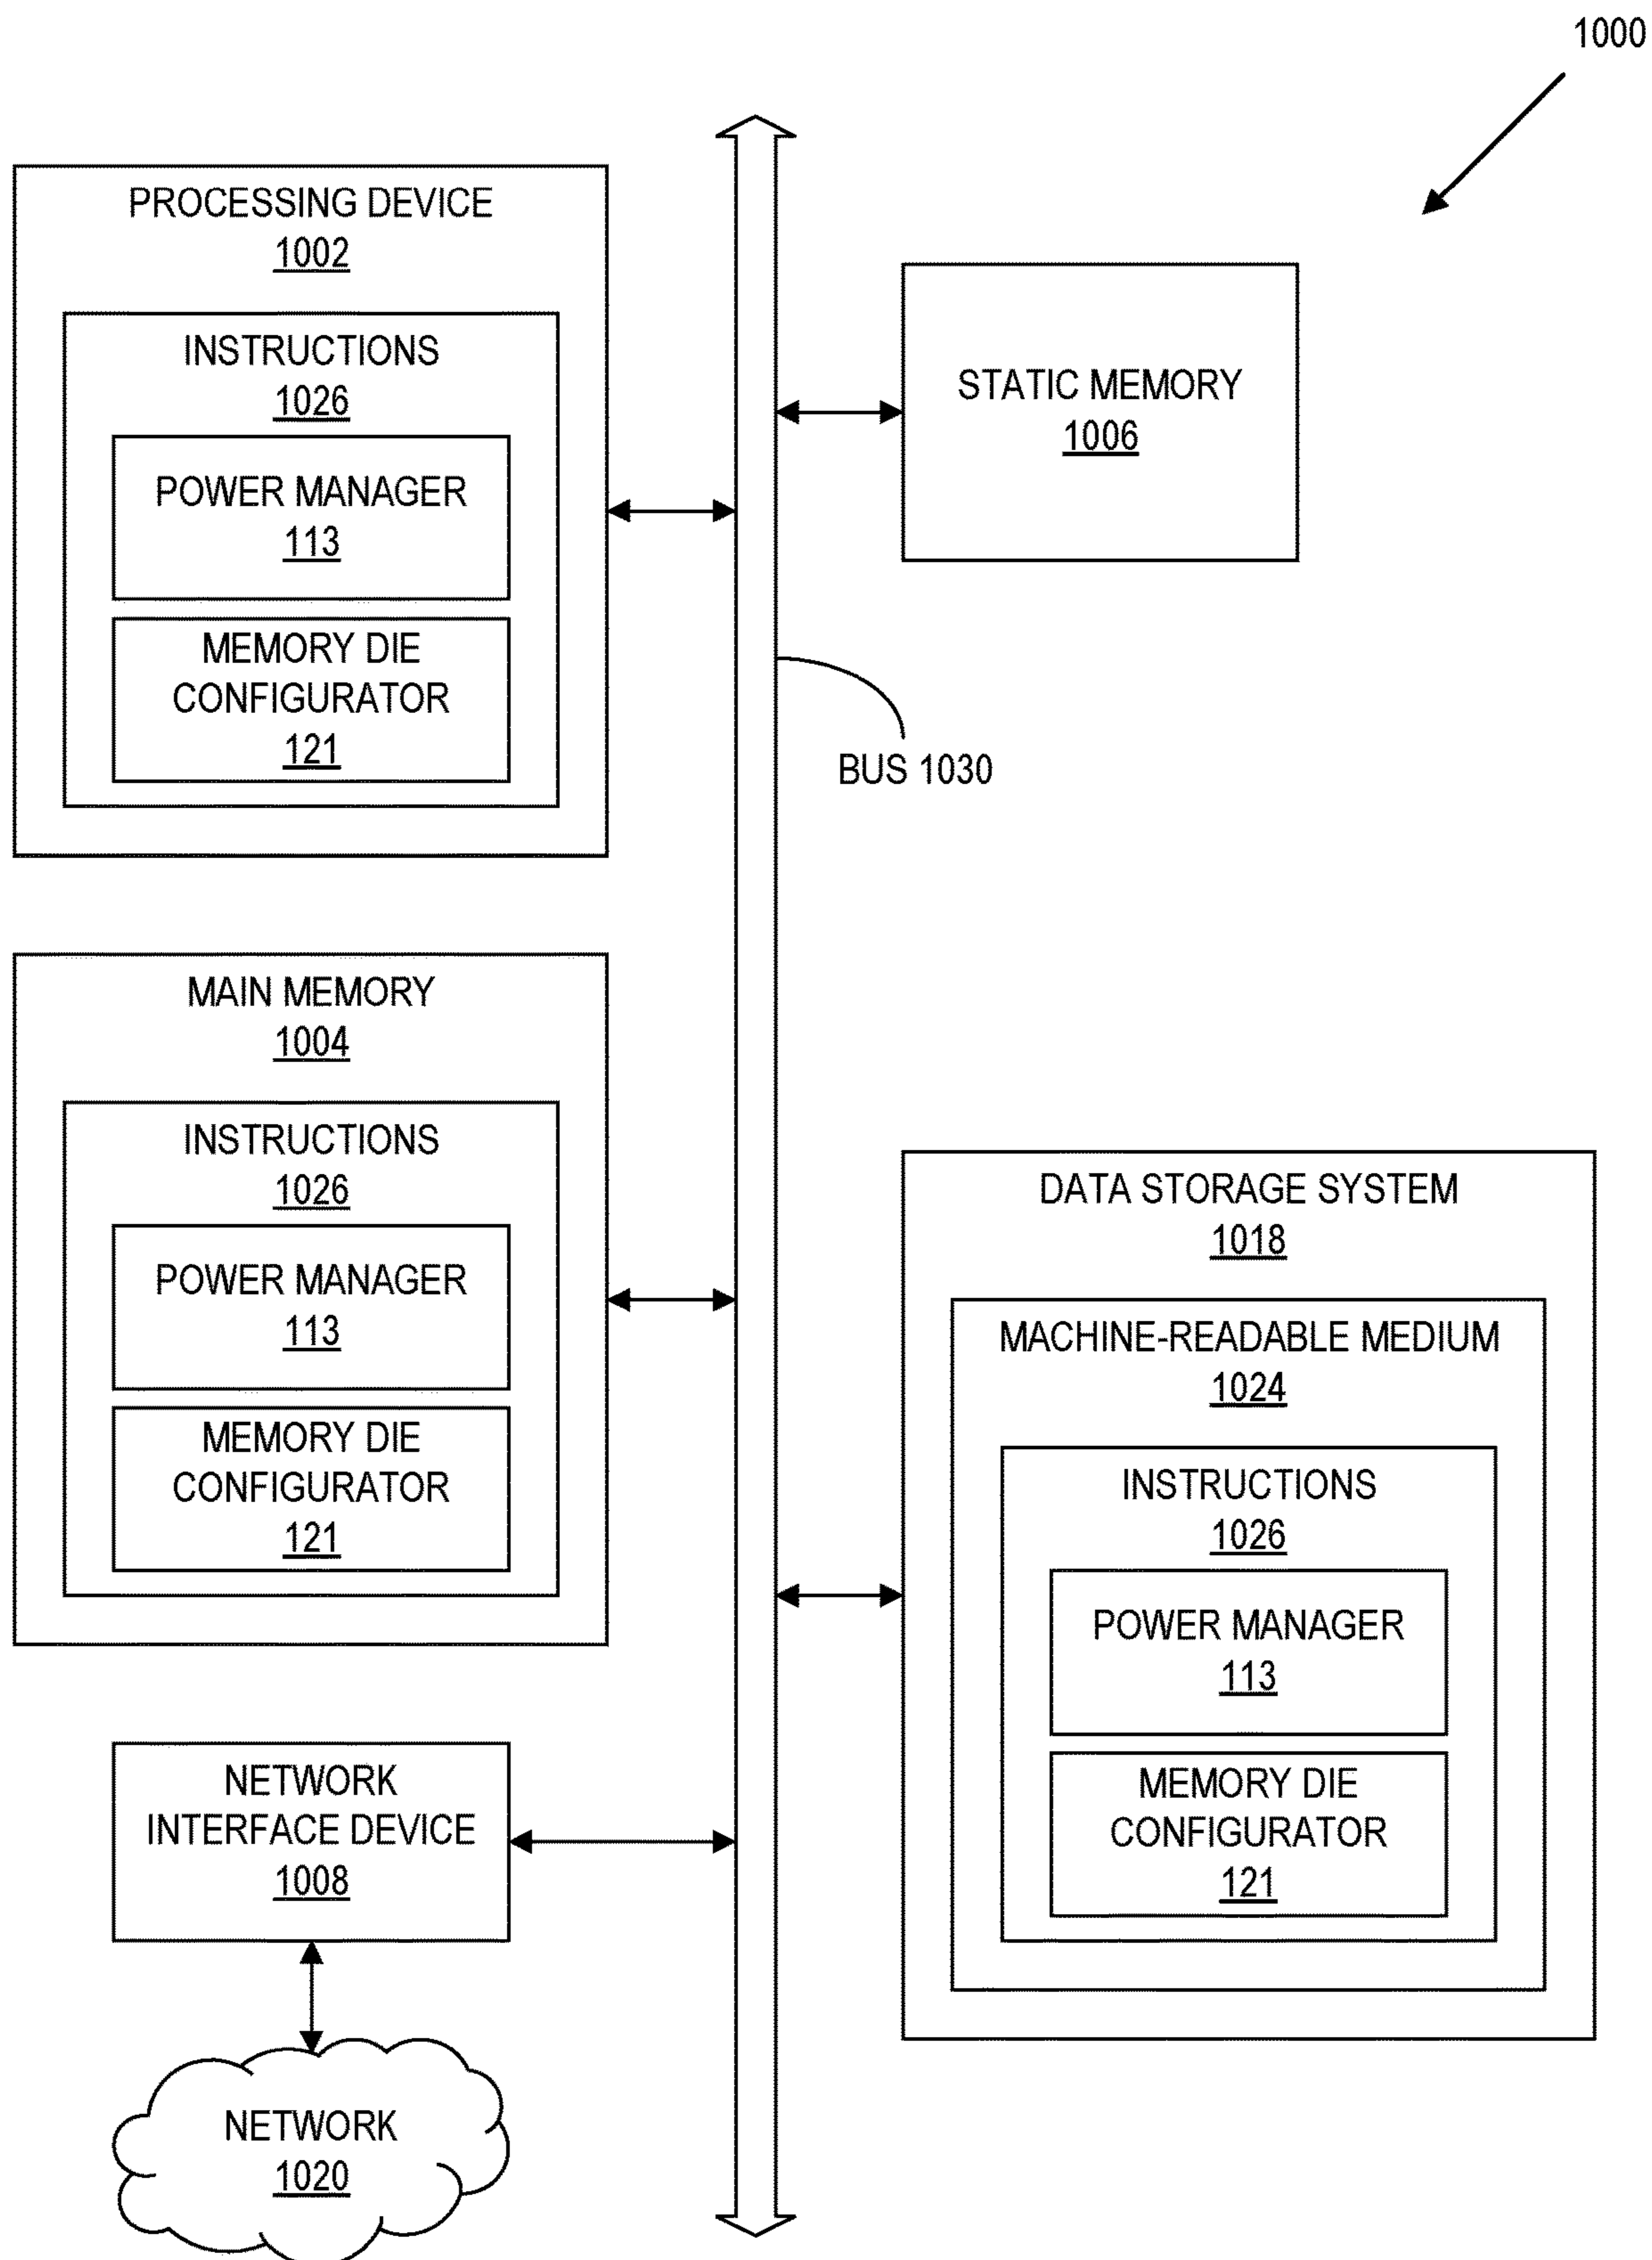 1000
PROCESSING DEVICE
1002
INSTRUCTIONS
1026
POWER MANAGER
113
MEMORY DIE
CONFIGURATOR
121
STATIC MEMORY
1006
BUS 1030
MAIN MEMORY
1004
INSTRUCTIONS
1026
POWER MANAGER
113
MEMORY DIE
CONFIGURATOR
121
DATA STORAGE SYSTEM
1018
MACHINE-READABLE MEDIUM
1024
INSTRUCTIONS
1026
POWER MANAGER
113
MEMORY DIE
CONFIGURATOR
121
NETWORK
INTERFACE DEVICE
1008
NETWORK
1020